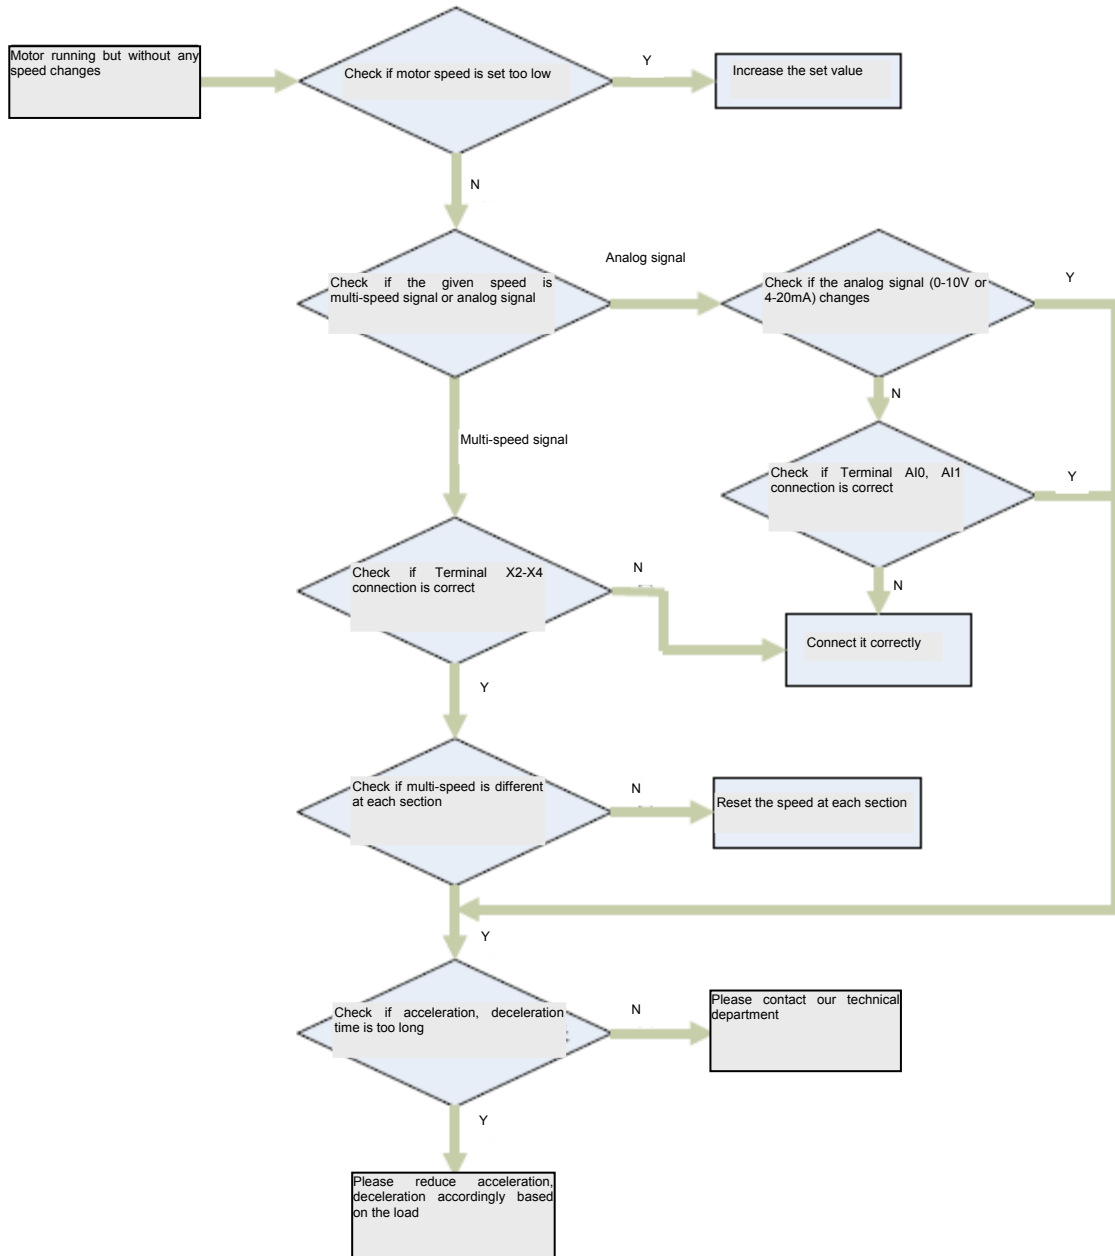 Motor running but without any
speed changes
Check if motor speed is set too low
Y
Increase the set value
N
Check if the given speed is
multi-speed signal or analog signal
Analog signal
Check if the analog signal (0-10V or
4-20mA) changes
Y
N
Multi-speed signal
Check if Terminal AI0, AI1
connection is correct
Y
N
Check if Terminal X2-X4
connection is correct
N
Connect it correctly
Y
Check if multi-speed is different
at each section
N
Reset the speed at each section
Y
Check if acceleration, deceleration
time is too long
N
Please contact our technical
department
Y
Please reduce acceleration,
deceleration accordingly based
on the load